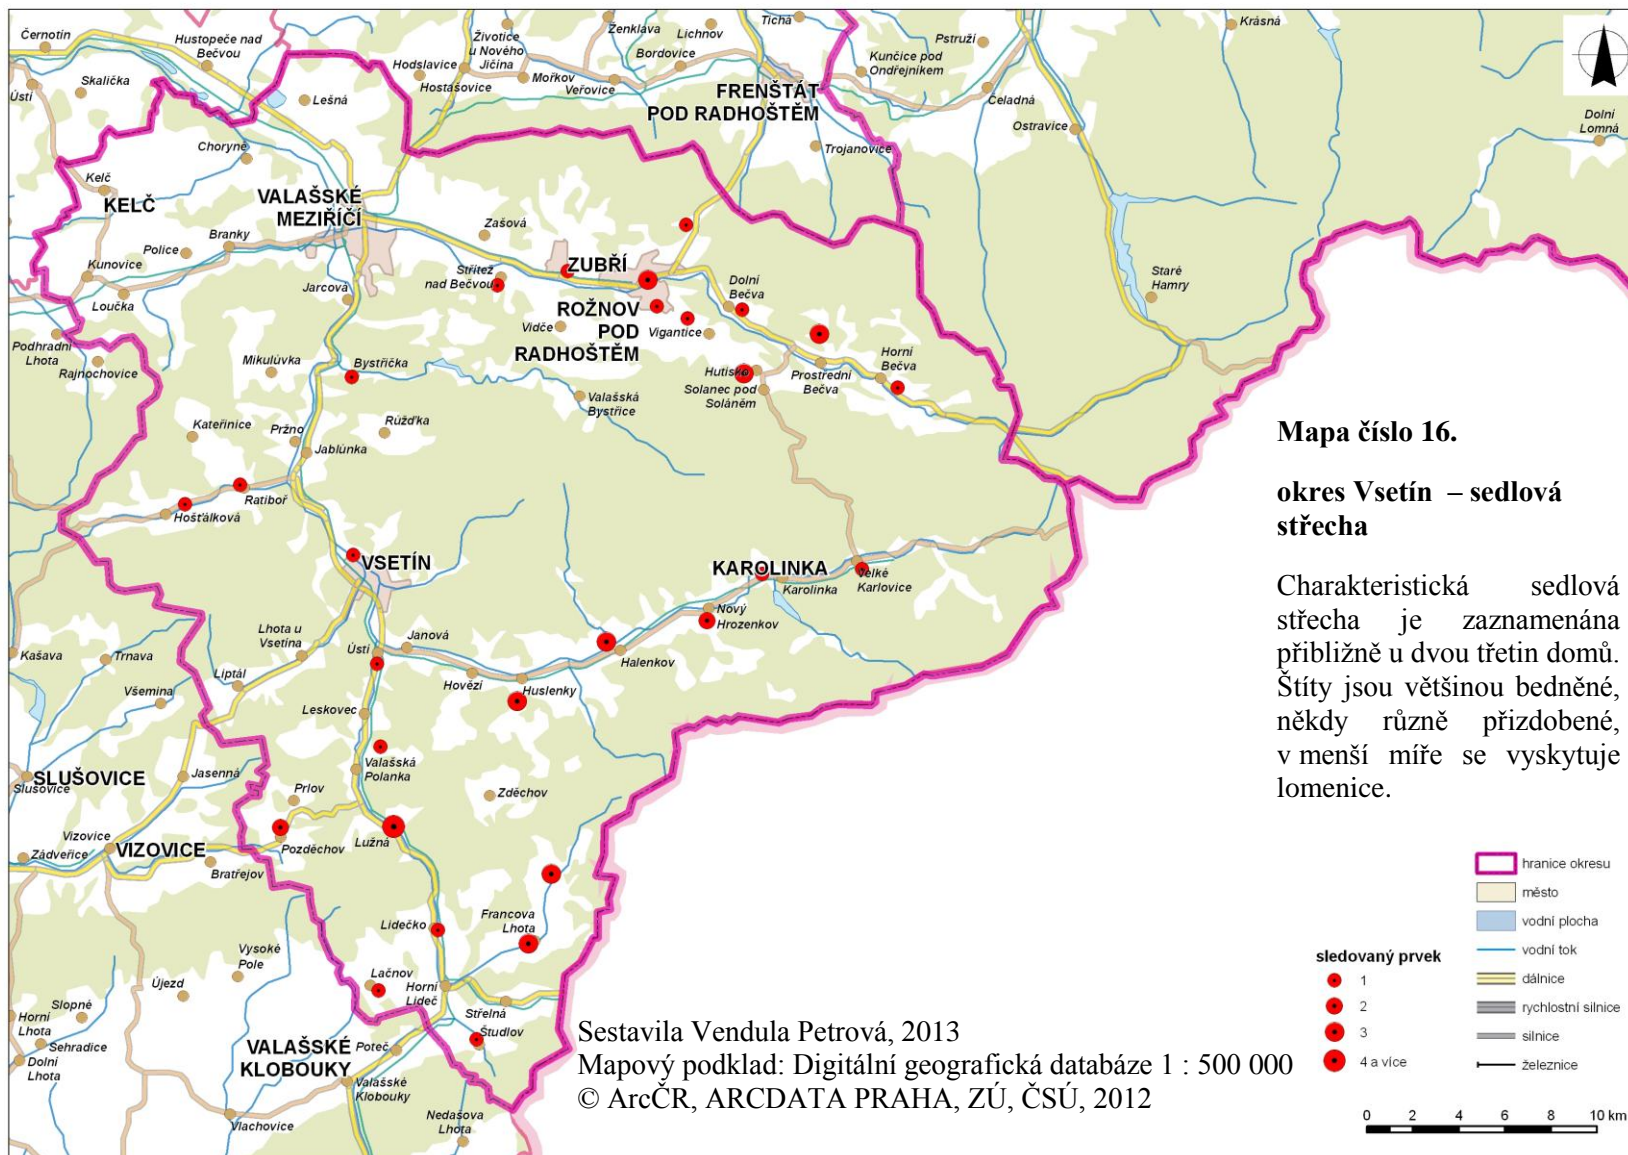 Černotín
Hustopeče nad
Bečvou
Skalička
Ústí
Lešná
Choryně
Hodslavice
Hostašovice
Životice
u Nového
Jičína
Mořkov
Veřovice
Ženklava
Bordovice
Lichnov
Tichá
FRENŠTÁT
POD RADHOŠTĚM
Kunčice pod
Ondřejníkem
Pstruží
Čeladná
Ostravice
Trojanovice
Krásná
Dolní
Lomná
Kelč
KELČ
VALAŠSKÉ
MEZIŘÍČÍ
Zašová
Police
Branky
Kunovice
Loučka
Jarcová
Střítež
nad Bečvou
ZUBŘÍ
ROŽNOV
POD
RADHOŠTĚM
Vidče
Vigantice
Dolní
Bečva
Staré
Hamry
Podhradní
Lhota
Rajnochovice
Mikulůvka
Bystřička
Hutisko
Solanec pod
Soláněm
Prostřední
Bečva
Horní
Bečva
Valašská
Bystřice
Kateřinice
Pržno
Růžďka
Jablůnka
Ratiboř
Hošťálková
VSETÍN
KAROLINKA
Karolinka
Velké
Karlovice
Nový
Hrozenkov
Lhota u
Vsetína
Janová
Ústí
Halenkov
Hovězí
Huslenky
Kašava
Trnava
Liptál
Všemina
Leskovec
Valašská
Polanka
SLUŠOVICE
Slušovice
Jasenná
Prlov
Zděchov
Vizovice
VIZOVICE
Zádveřice
Bratřejov
Pozděchov
Lužná
Lidečko
Francova
Lhota
Vysoké
Pole
Újezd
Lačnov
Horní
Lideč
Střelná
Študlov
Slopné
Horní
Lhota
Sehradice
Dolní
Lhota
VALAŠSKÉ
KLOBOUKY
Poteč
Valašské
Klobouky
Vlachovice
Nedašova
Lhota
Mapa číslo 16.
okres Vsetín – sedlová
střecha
Charakteristická sedlová
střecha je zaznamenána
přibližně u dvou třetin domů.
Štíty jsou většinou bedněné,
někdy různě přizdobené,
v menší míře se vyskytuje
lomenice.
Sestavila Vendula Petrová, 2013
Mapový podklad: Digitální geografická databáze 1 : 500 000
© ArcČR, ARCDATA PRAHA, ZÚ, ČSÚ, 2012
sledovaný prvek
1
2
3
4 a více
hranice okresu
město
vodní plocha
vodní tok
dálnice
rychlostní silnice
silnice
železnice
0 2 4 6 8 10 km